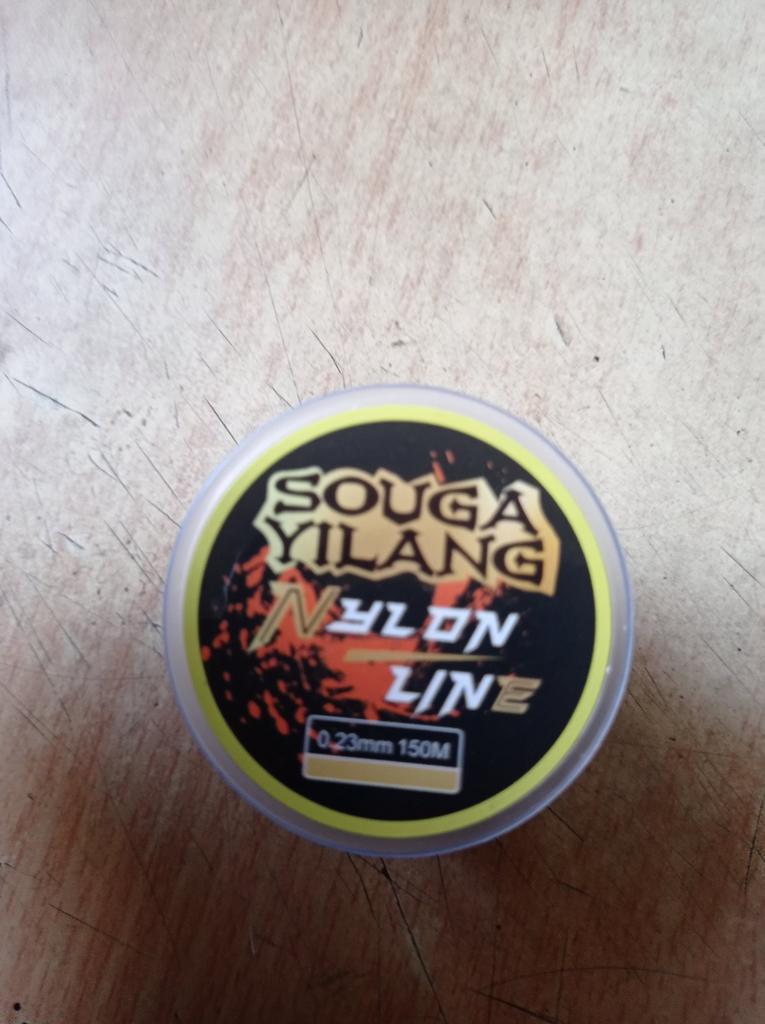 SOUGA
YILANG
NYLON
LINE
0.23mm 150M